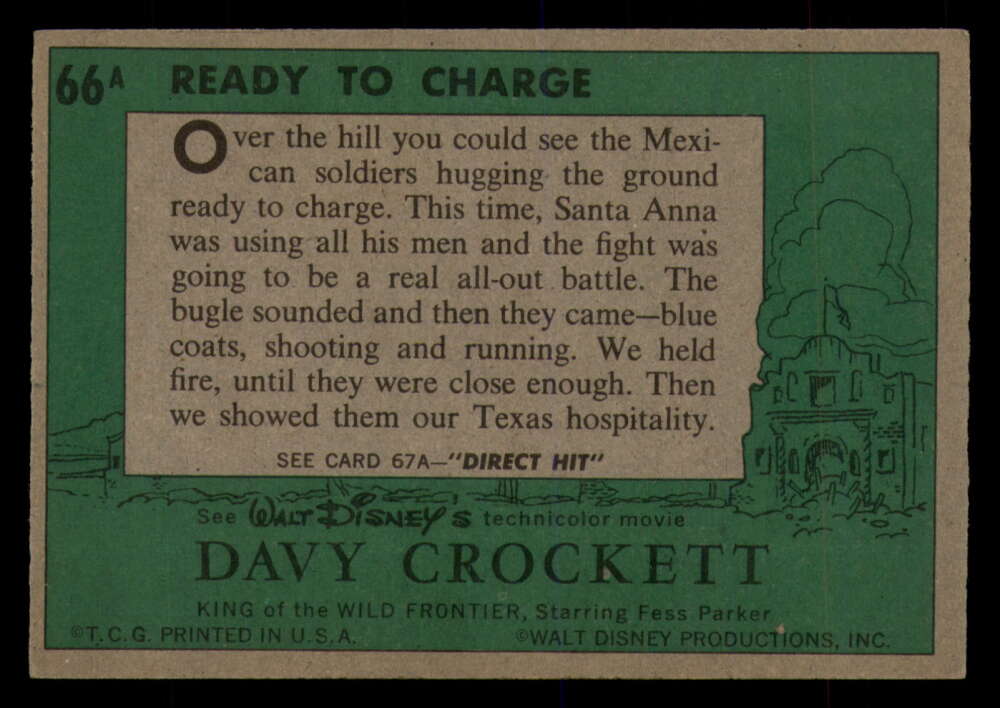 66A READY TO CHARGE
Over the hill you could see the Mexi-
can soldiers hugging the ground
ready to charge. This time, Santa Anna
was using all his men and the fight was
going to be a real all-out battle. The
bugle sounded and then they came—blue
coats, shooting and running. We held
fire, until they were close enough. Then
we showed them our Texas hospitality.
SEE CARD 67A—"DIRECT HIT"
See WALT DISNEY'S technicolor movie
DAVY CROCKETT
KING of the WILD FRONTIER, Starring Fess Parker
©T.C.G. PRINTED IN U.S.A. ©WALT DISNEY PRODUCTIONS, INC.